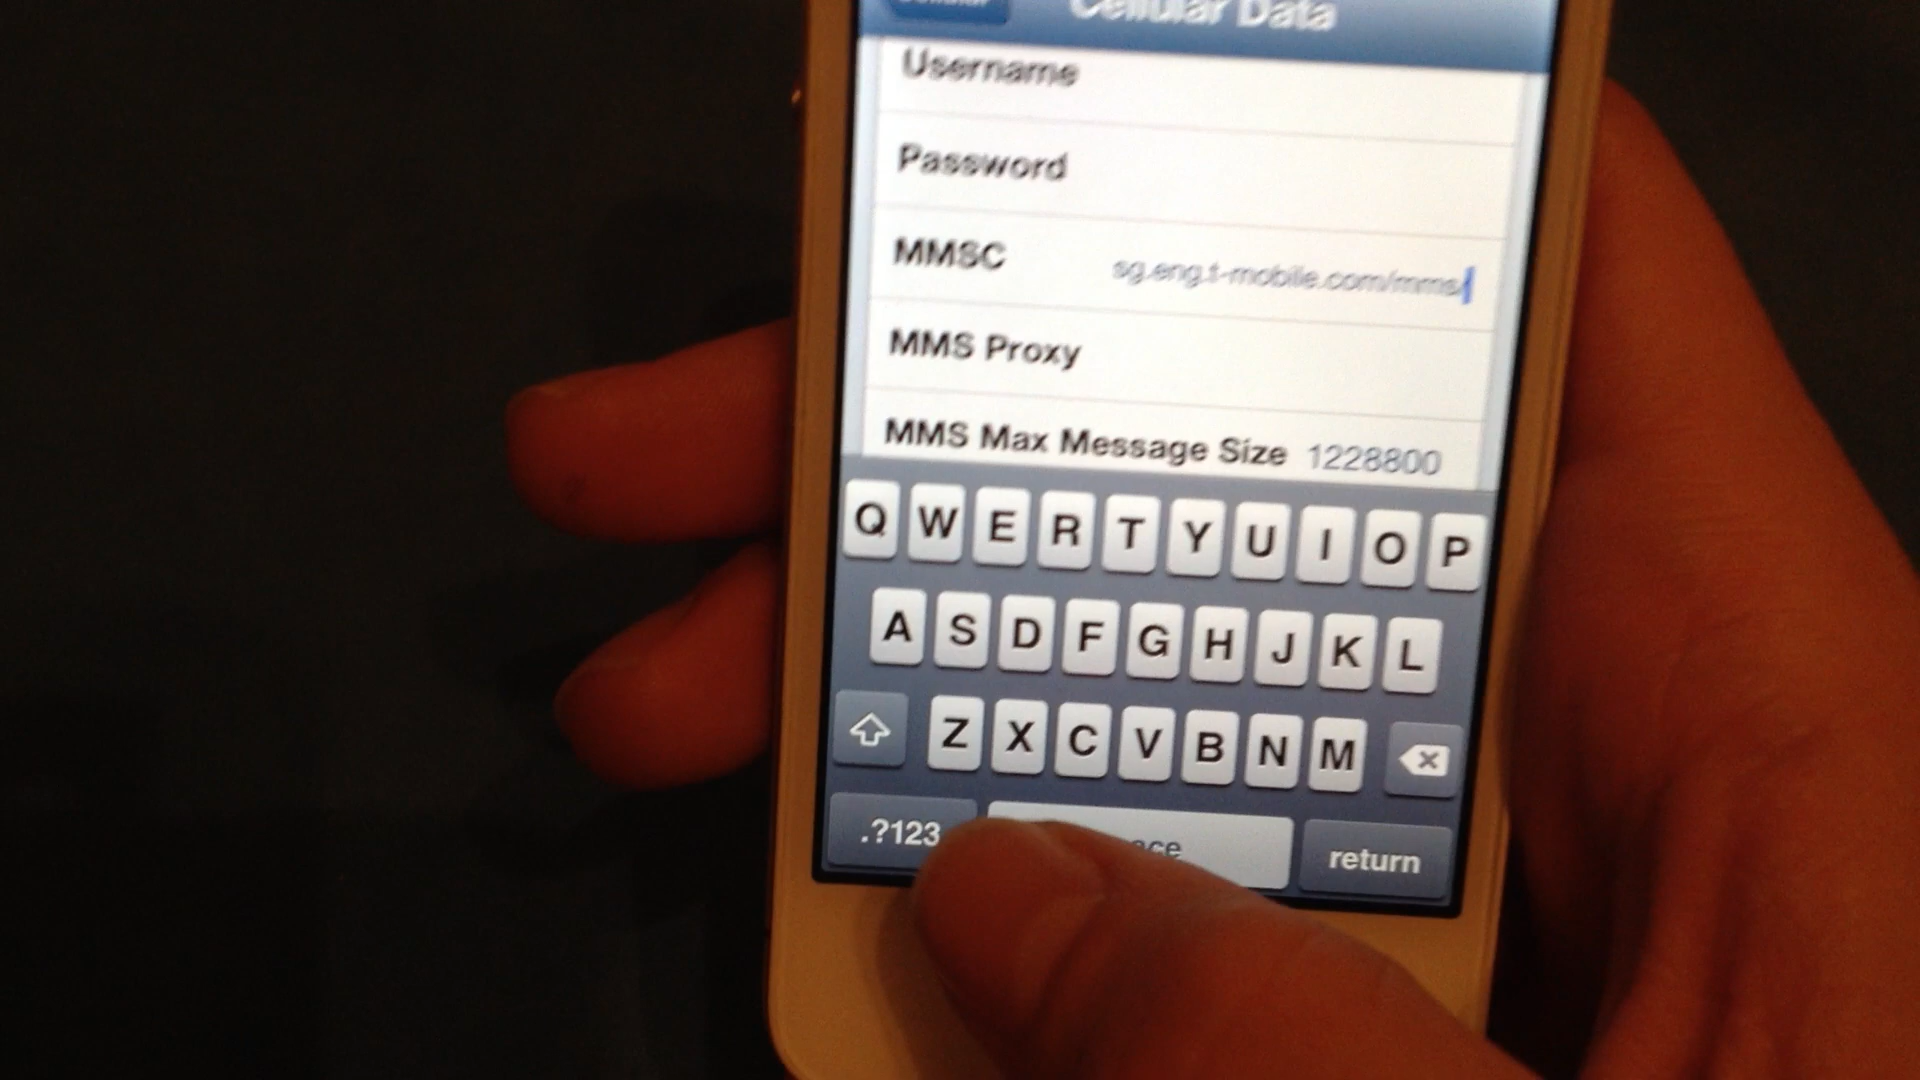 Cellular
Cellular Data
Username
Password
MMSC sg.eng.t-mobile.com/mms/
MMS Proxy
MMS Max Message Size 1228800
Q W E R T Y U I O P
A S D F G H J K L
Z X C V B N M
.?123 return